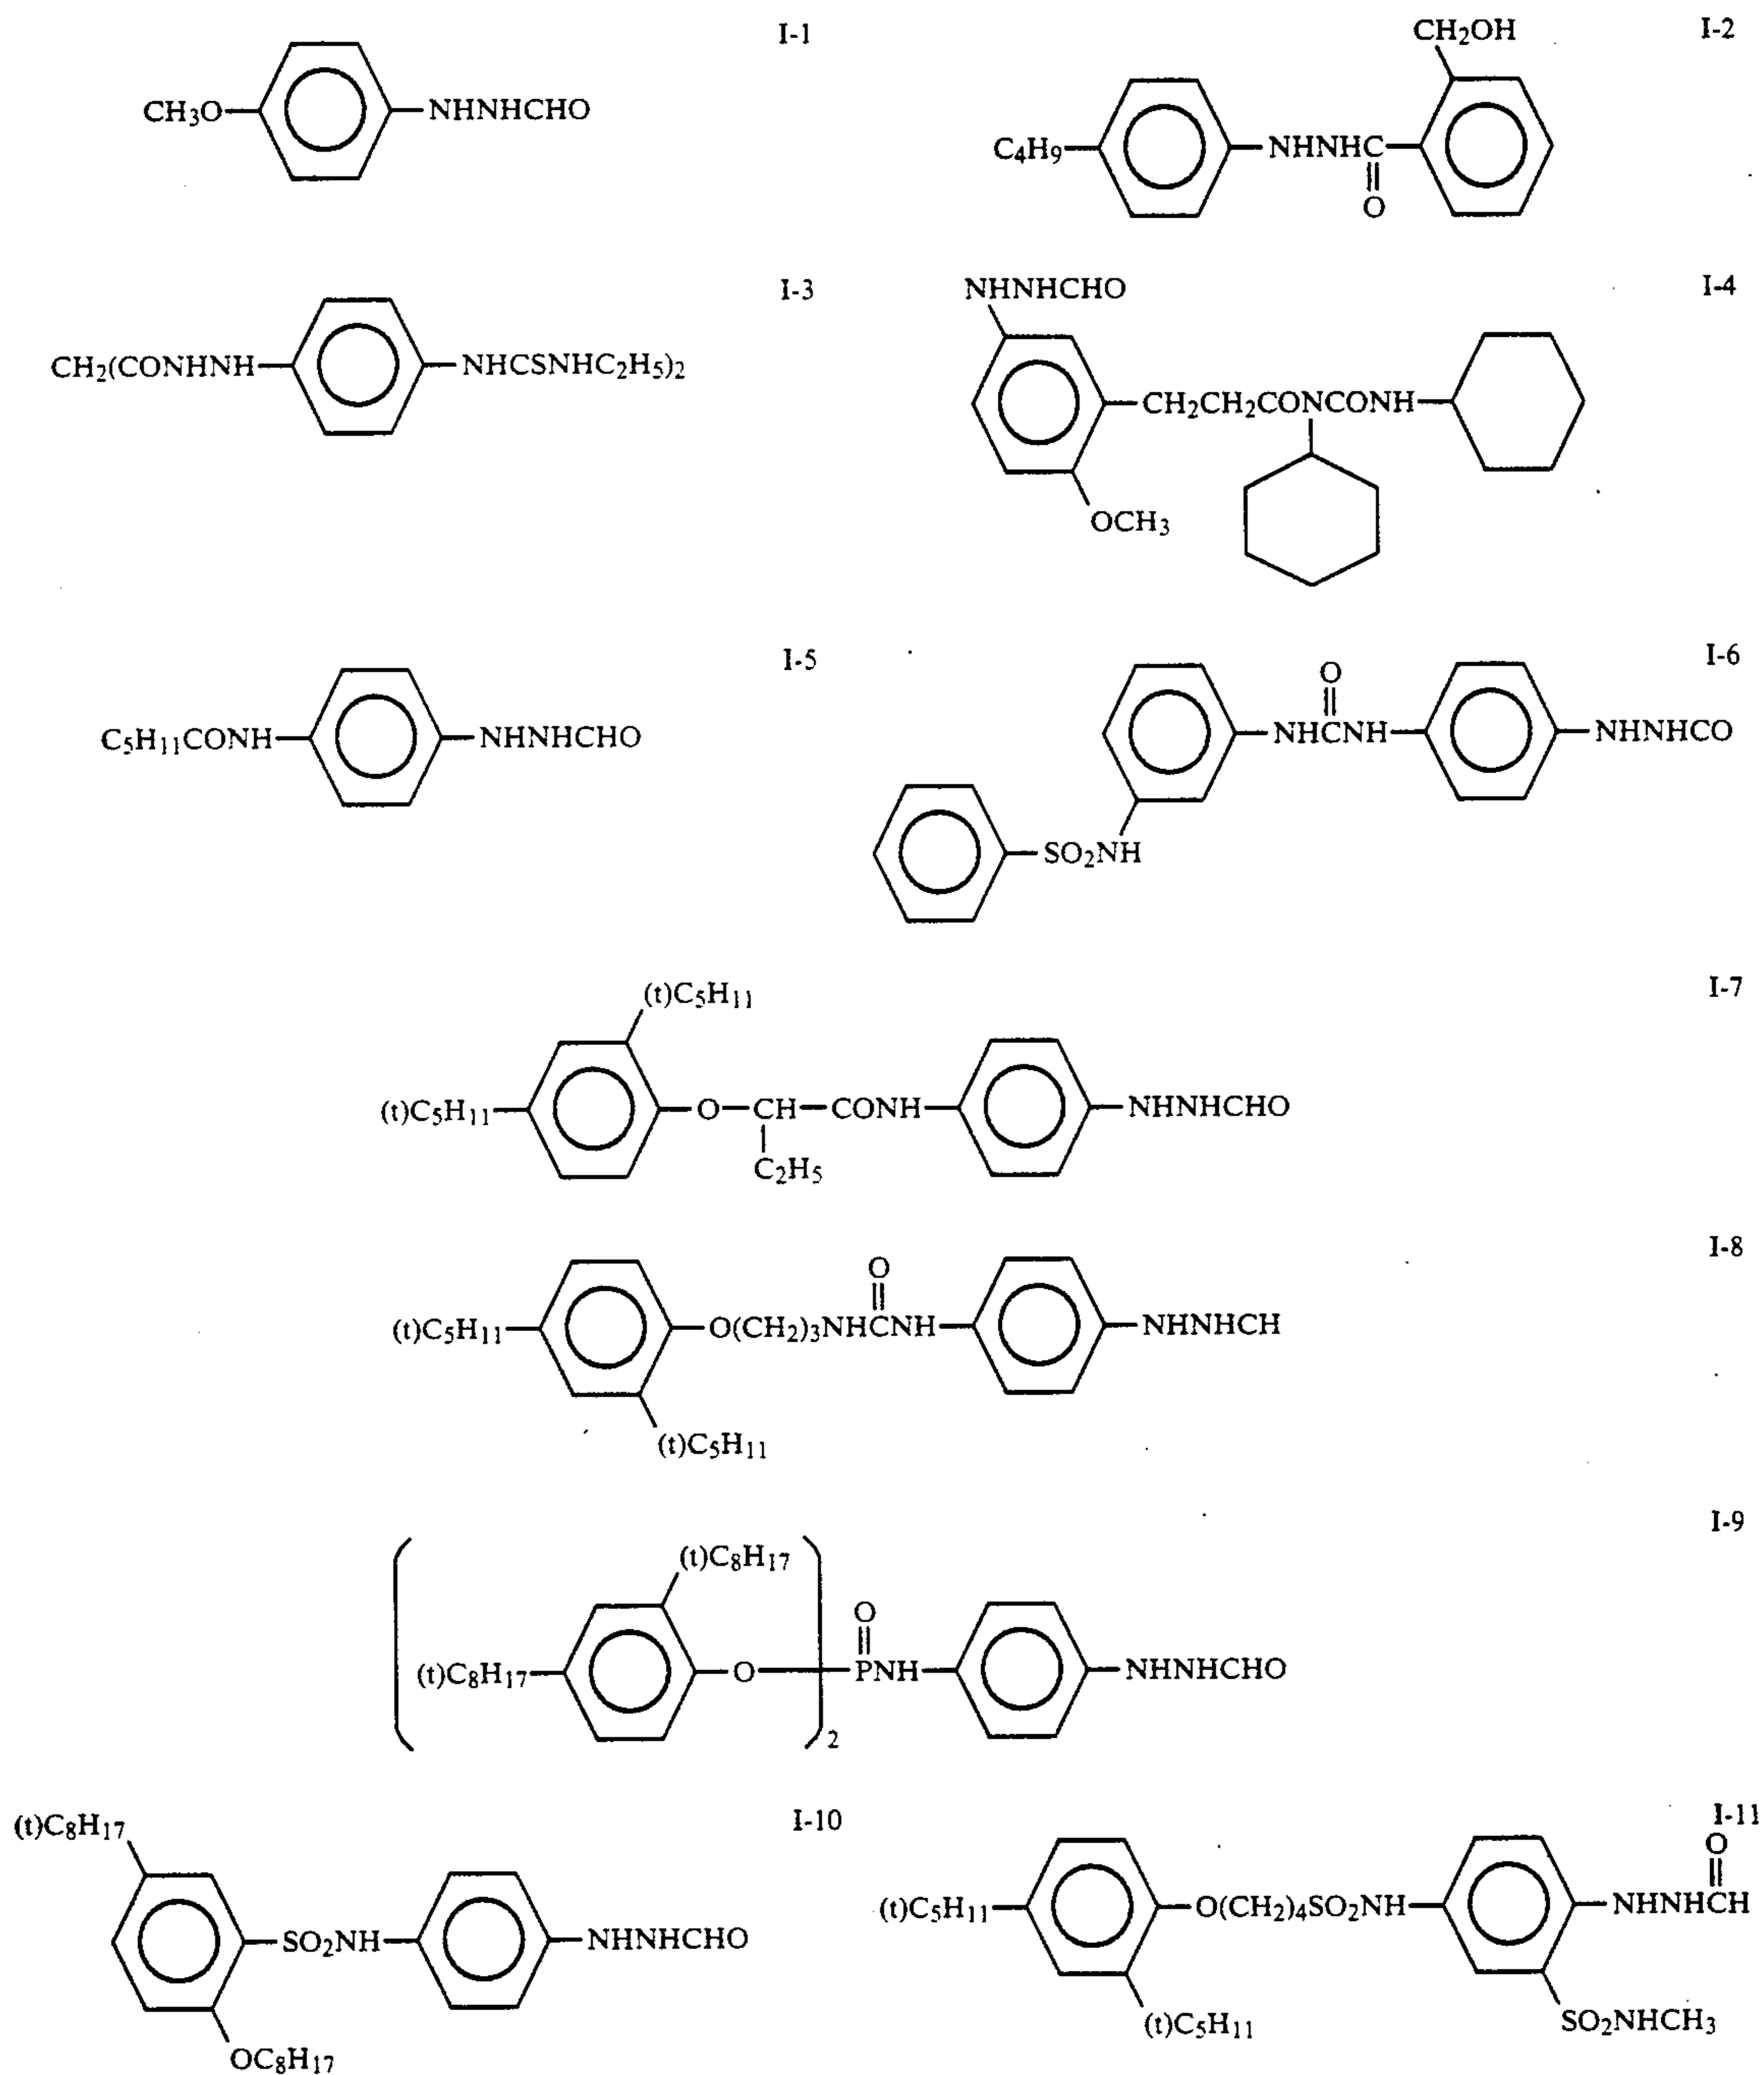 I-1
CH₃O NHNHCHO
I-2
CH₂OH
C₄H₉ NHNHC
O
I-3
CH₂(CONHNH NHCSNHC₂H₅)₂
I-4
NHNHCHO
CH₂CH₂CONCONH
OCH₃
I-5
C₅H₁₁CONH NHNHCHO
I-6
O
NHCNH NHNHCO
SO₂NH
I-7
(t)C₅H₁₁
(t)C₅H₁₁ O CH CONH NHNHCHO
C₂H₅
I-8
O
(t)C₅H₁₁ O(CH₂)₃NHCNH NHNHCH
(t)C₅H₁₁
I-9
(t)C₈H₁₇
O
(t)C₈H₁₇ O PNH NHNHCHO
2
I-10
(t)C₈H₁₇
SO₂NH NHNHCHO
OC₈H₁₇
I-11
O
(t)C₅H₁₁ O(CH₂)₄SO₂NH NHNHCH
(t)C₅H₁₁ SO₂NHCH₃